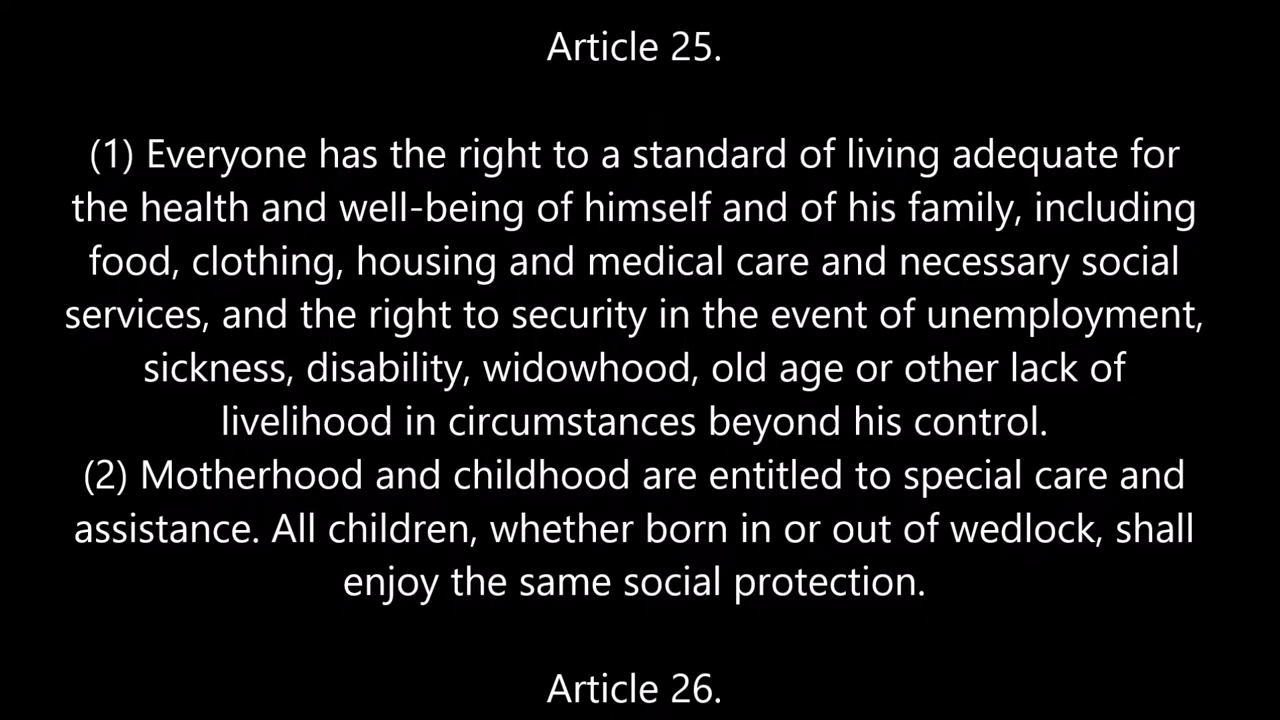 Article 25.
(1) Everyone has the right to a standard of living adequate for
the health and well-being of himself and of his family, including
food, clothing, housing and medical care and necessary social
services, and the right to security in the event of unemployment,
sickness, disability, widowhood, old age or other lack of
livelihood in circumstances beyond his control.
(2) Motherhood and childhood are entitled to special care and
assistance. All children, whether born in or out of wedlock, shall
enjoy the same social protection.
Article 26.